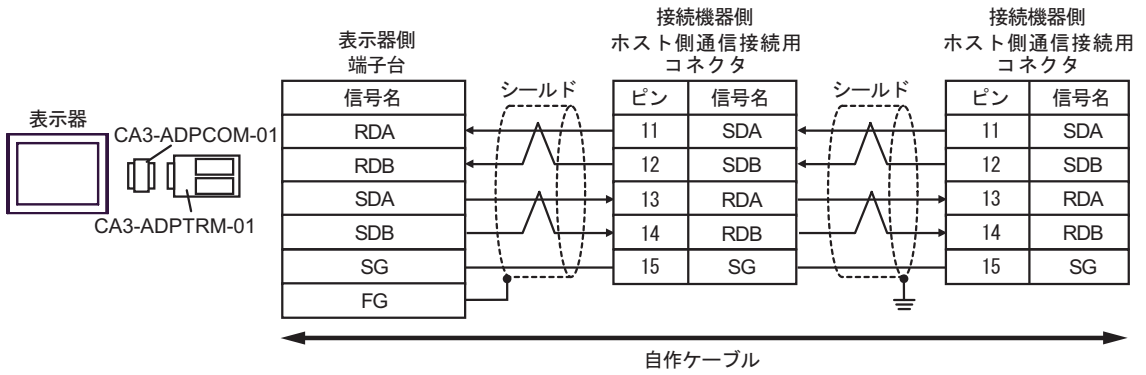 表示器
CA3-ADPCOM-01
CA3-ADPTRM-01
表示器側
端子台
信号名
RDA
RDB
SDA
SDB
SG
FG
シールド
接続機器側
ホスト側通信接続用
コネクタ
ピン 信号名
11 SDA
12 SDB
13 RDA
14 RDB
15 SG
シールド
接続機器側
ホスト側通信接続用
コネクタ
ピン 信号名
11 SDA
12 SDB
13 RDA
14 RDB
15 SG
自作ケーブル